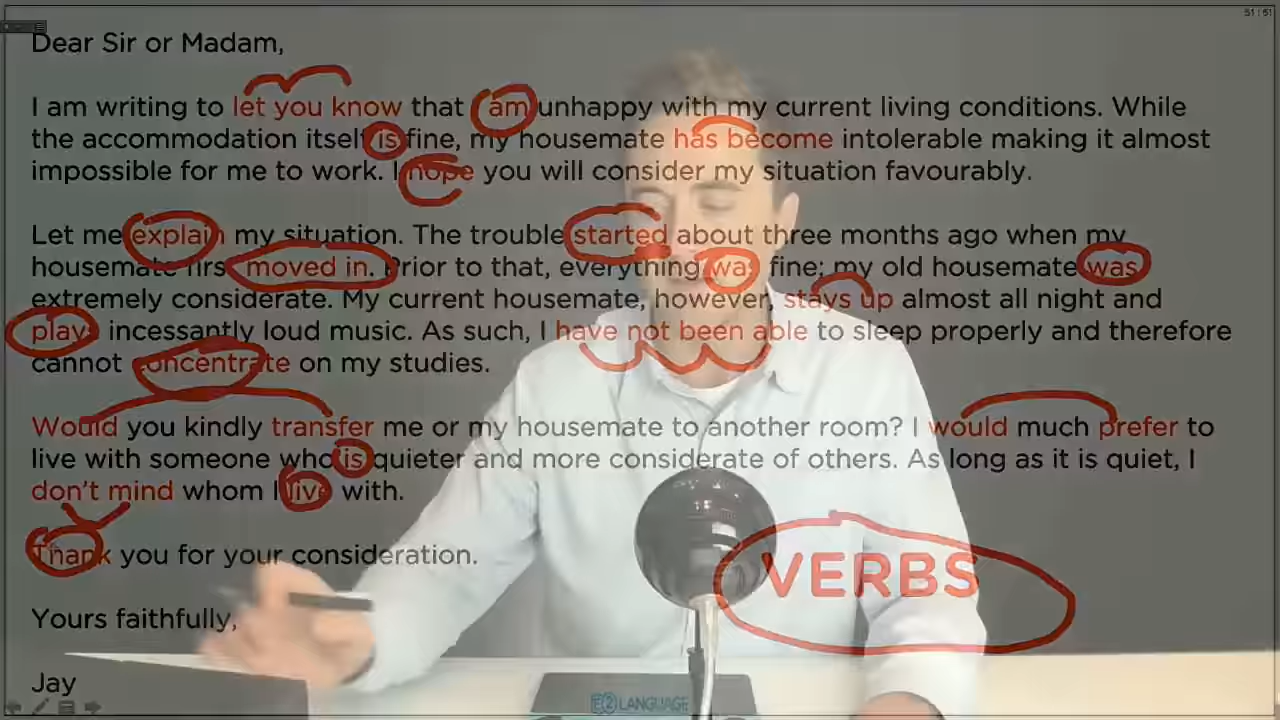 51 / 51
Dear Sir or Madam,
I am writing to let you know that am unhappy with my current living conditions. While
the accommodation itself is fine, my housemate has become intolerable making it almost
impossible for me to work. I hope you will consider my situation favourably.
Let me explain my situation. The trouble started about three months ago when my
housemate first moved in. Prior to that, everything was fine; my old housemate was
extremely considerate. My current housemate, however, stays up almost all night and
plays incessantly loud music. As such, I have not been able to sleep properly and therefore
cannot concentrate on my studies.
Would you kindly transfer me or my housemate to another room? I would much prefer to
live with someone who is quieter and more considerate of others. As long as it is quiet, I
don't mind whom I live with.
Thank you for your consideration.
VERBS
Yours faithfully,
Jay
E2 LANGUAGE